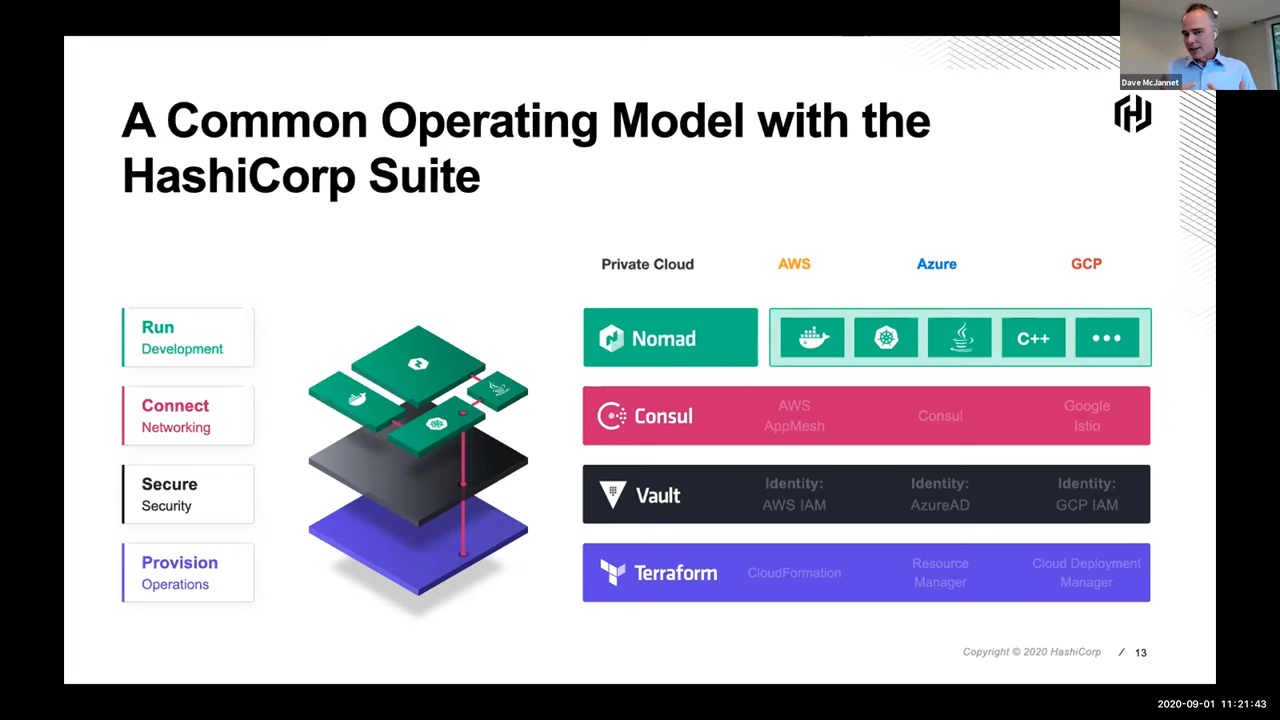 Dave McJannet
A Common Operating Model with the
HashiCorp Suite
Private Cloud
AWS
Azure
GCP
Run
Development
Nomad
C++
Connect
Networking
Consul
AWS
AppMesh
Consul
Google
Istio
Secure
Security
Vault
Identity:
AWS IAM
Identity:
AzureAD
Identity:
GCP IAM
Provision
Operations
Terraform
CloudFormation
Resource
Manager
Cloud Deployment
Manager
Copyright © 2020 HashiCorp / 13
2020-09-01 11:21:43